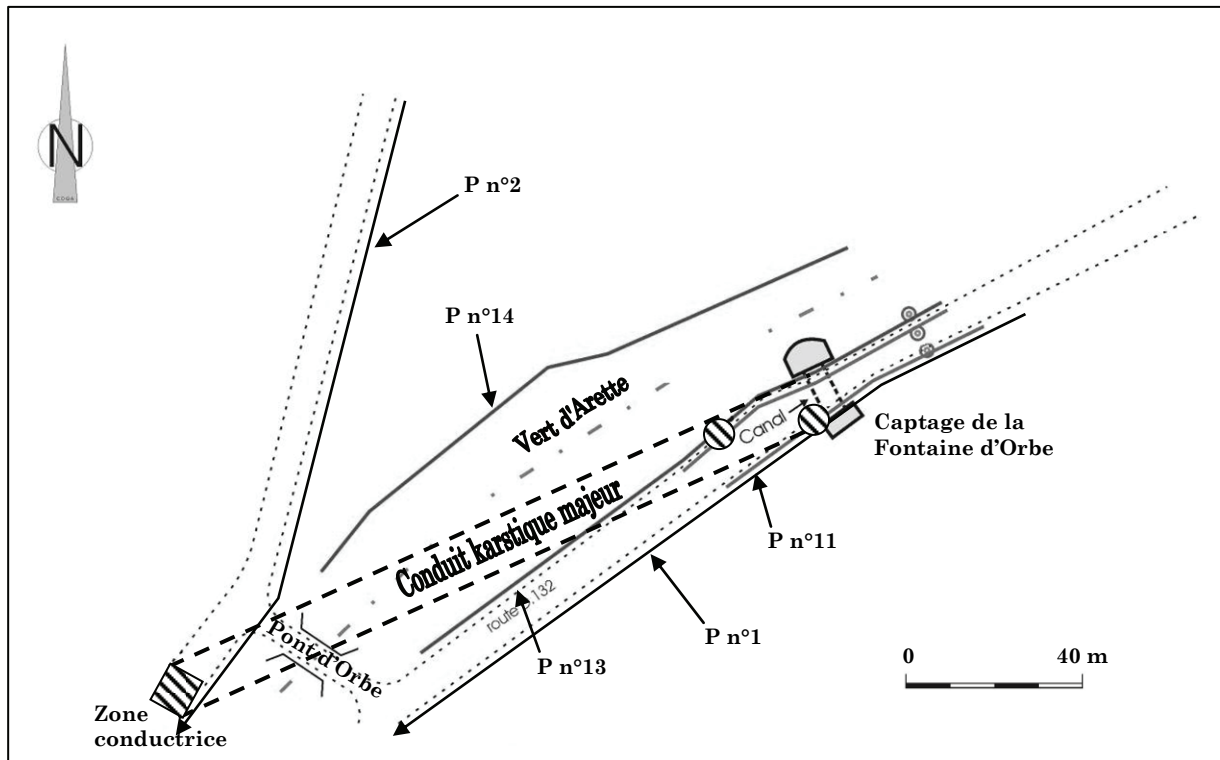 N
P n°2
P n°14
Vert d'Arette
Canal
Captage de la
Fontaine d'Orbe
Conduit karstique majeur
P n°11
route D.132
P n°1
Pont d'Orbe
P n°13
0 40 m
Zone
conductrice